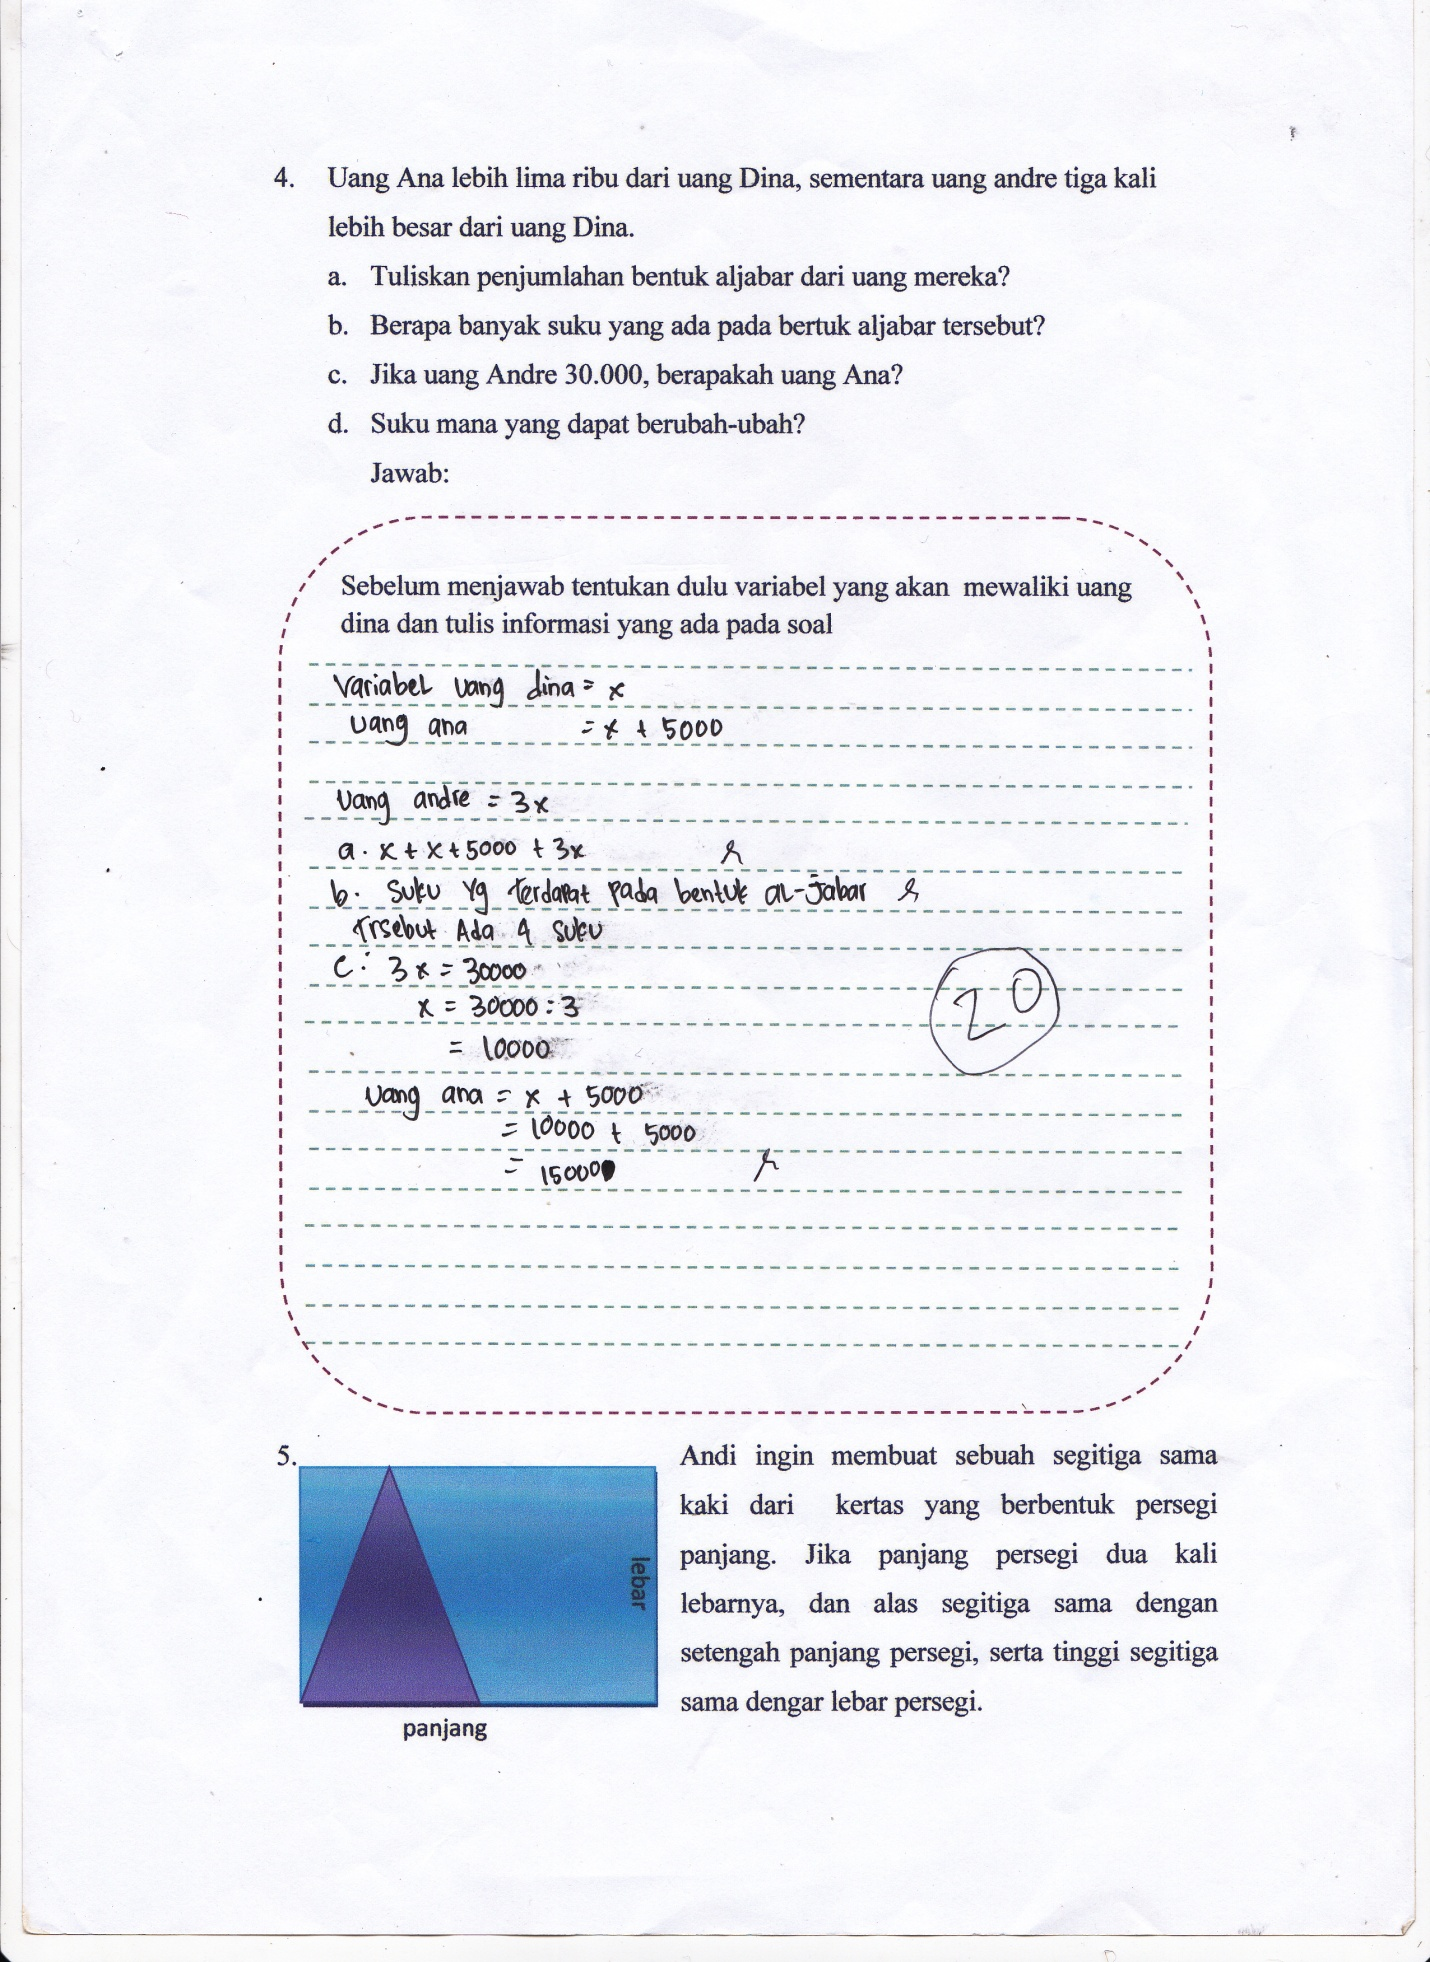 4. Uang Ana lebih lima ribu dari uang Dina, sementara uang andre tiga kali
lebih besar dari uang Dina.
a. Tuliskan penjumlahan bentuk aljabar dari uang mereka?
b. Berapa banyak suku yang ada pada bertuk aljabar tersebut?
c. Jika uang Andre 30.000, berapakah uang Ana?
d. Suku mana yang dapat berubah-ubah?
Jawab:
Sebelum menjawab tentukan dulu variabel yang akan mewaliki uang
dina dan tulis informasi yang ada pada soal
Variabel uang dina = x
uang ana = x + 5000
uang andre = 3x
a. x + x + 5000 + 3x
b. Suku yg terdapat pada bentuk al-jabar
trsebut Ada 4 suku
c: 3x = 30000
x = 30000 : 3
= 10000
20
uang ana = x + 5000
= 10000 + 5000
= 15000
5.
Andi ingin membuat sebuah segitiga sama
kaki dari kertas yang berbentuk persegi
panjang. Jika panjang persegi dua kali
lebarnya, dan alas segitiga sama dengan
setengah panjang persegi, serta tinggi segitiga
sama dengar lebar persegi.
lebar
panjang